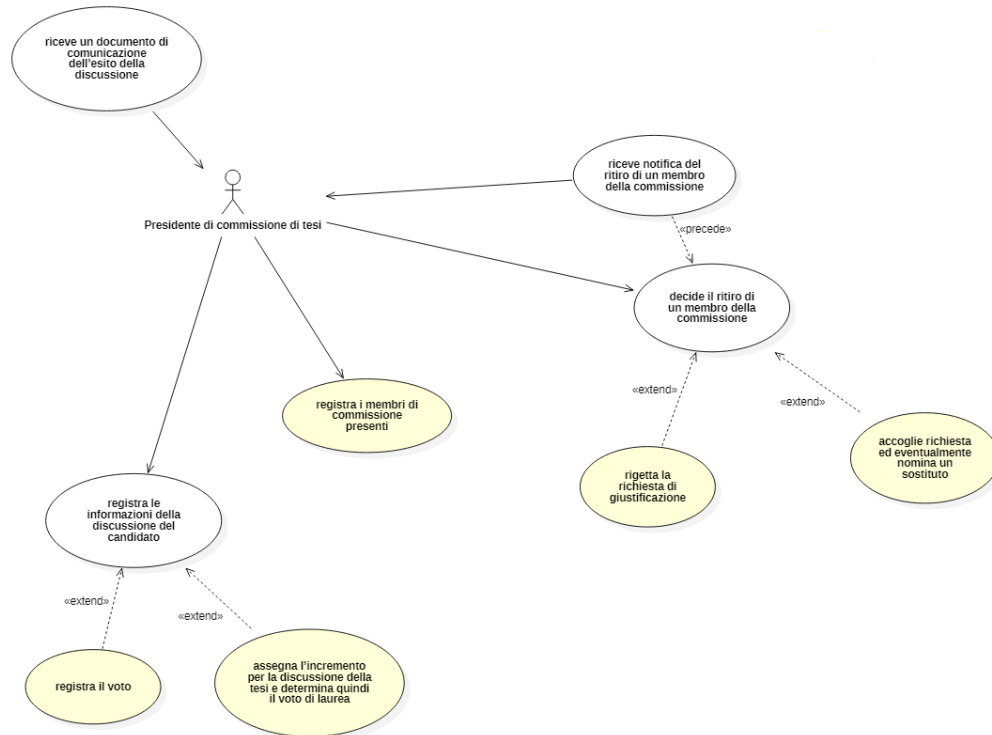 riceve un documento di
comunicazione
dell'esito della
discussione
riceve notifica del
ritiro di un membro
della commissione
Presidente di commissione di tesi
«precede»
decide il ritiro di
un membro della
commissione
«extend»
«extend»
registra i membri di
commissione
presenti
accoglie richiesta
ed eventualmente
nomina un
sostituto
rigetta la
richiesta di
giustificazione
registra le
informazioni della
discussione del
candidato
«extend»
«extend»
registra il voto
assegna l'incremento
per la discussione della
tesi e determina quindi
il voto di laurea